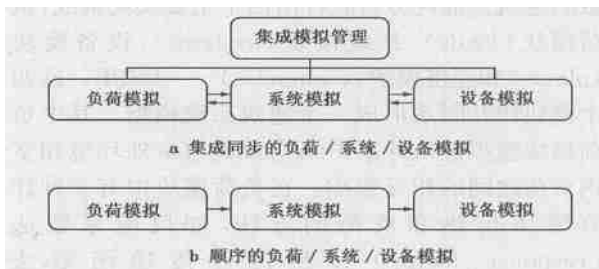 集成模拟管理
负荷模拟 系统模拟 设备模拟
a 集成同步的负荷/系统/设备模拟
负荷模拟 系统模拟 设备模拟
b 顺序的负荷/系统/设备模拟